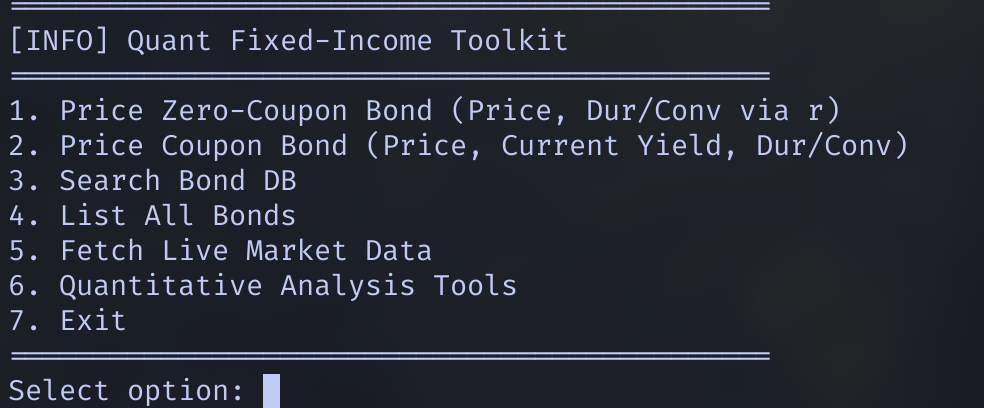 [INFO] Quant Fixed-Income Toolkit
1. Price Zero-Coupon Bond (Price, Dur/Conv via r)
2. Price Coupon Bond (Price, Current Yield, Dur/Conv)
3. Search Bond DB
4. List All Bonds
5. Fetch Live Market Data
6. Quantitative Analysis Tools
7. Exit
Select option: